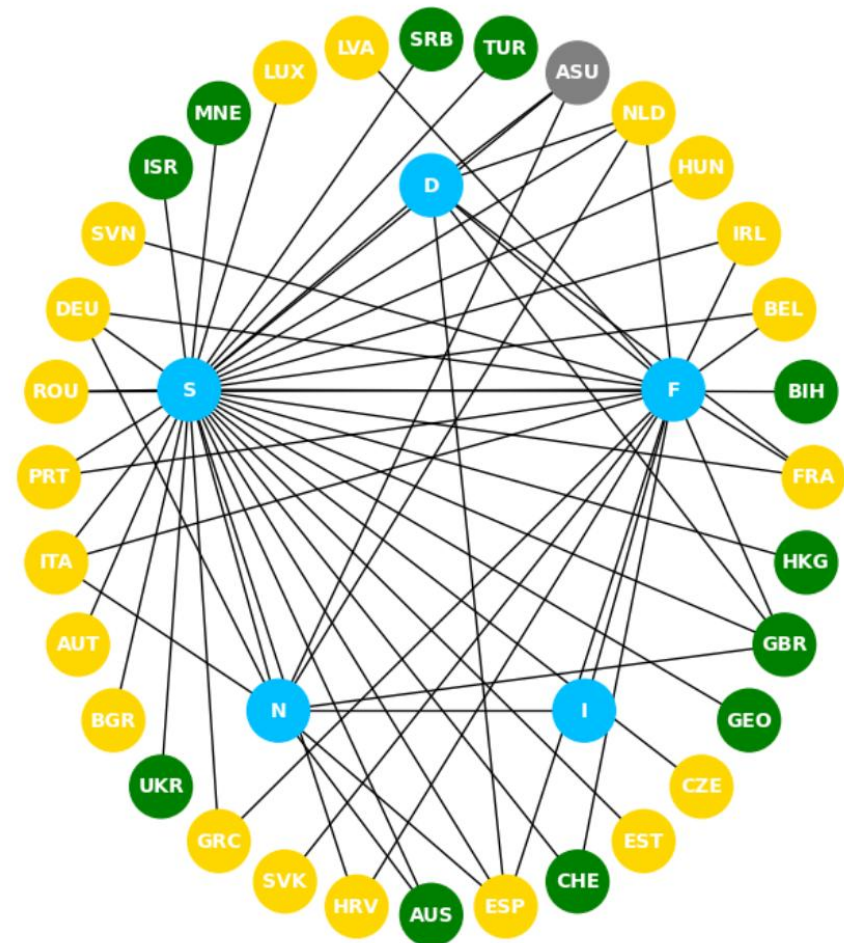 LVA
SRB
TUR
LUX
ASU
MNE
NLD
ISR
HUN
D
SVN
IRL
DEU
BEL
ROU
S
F
BIH
PRT
FRA
ITA
HKG
AUT
GBR
BGR
N
I
GEO
UKR
CZE
GRC
EST
SVK
CHE
HRV
AUS
ESP